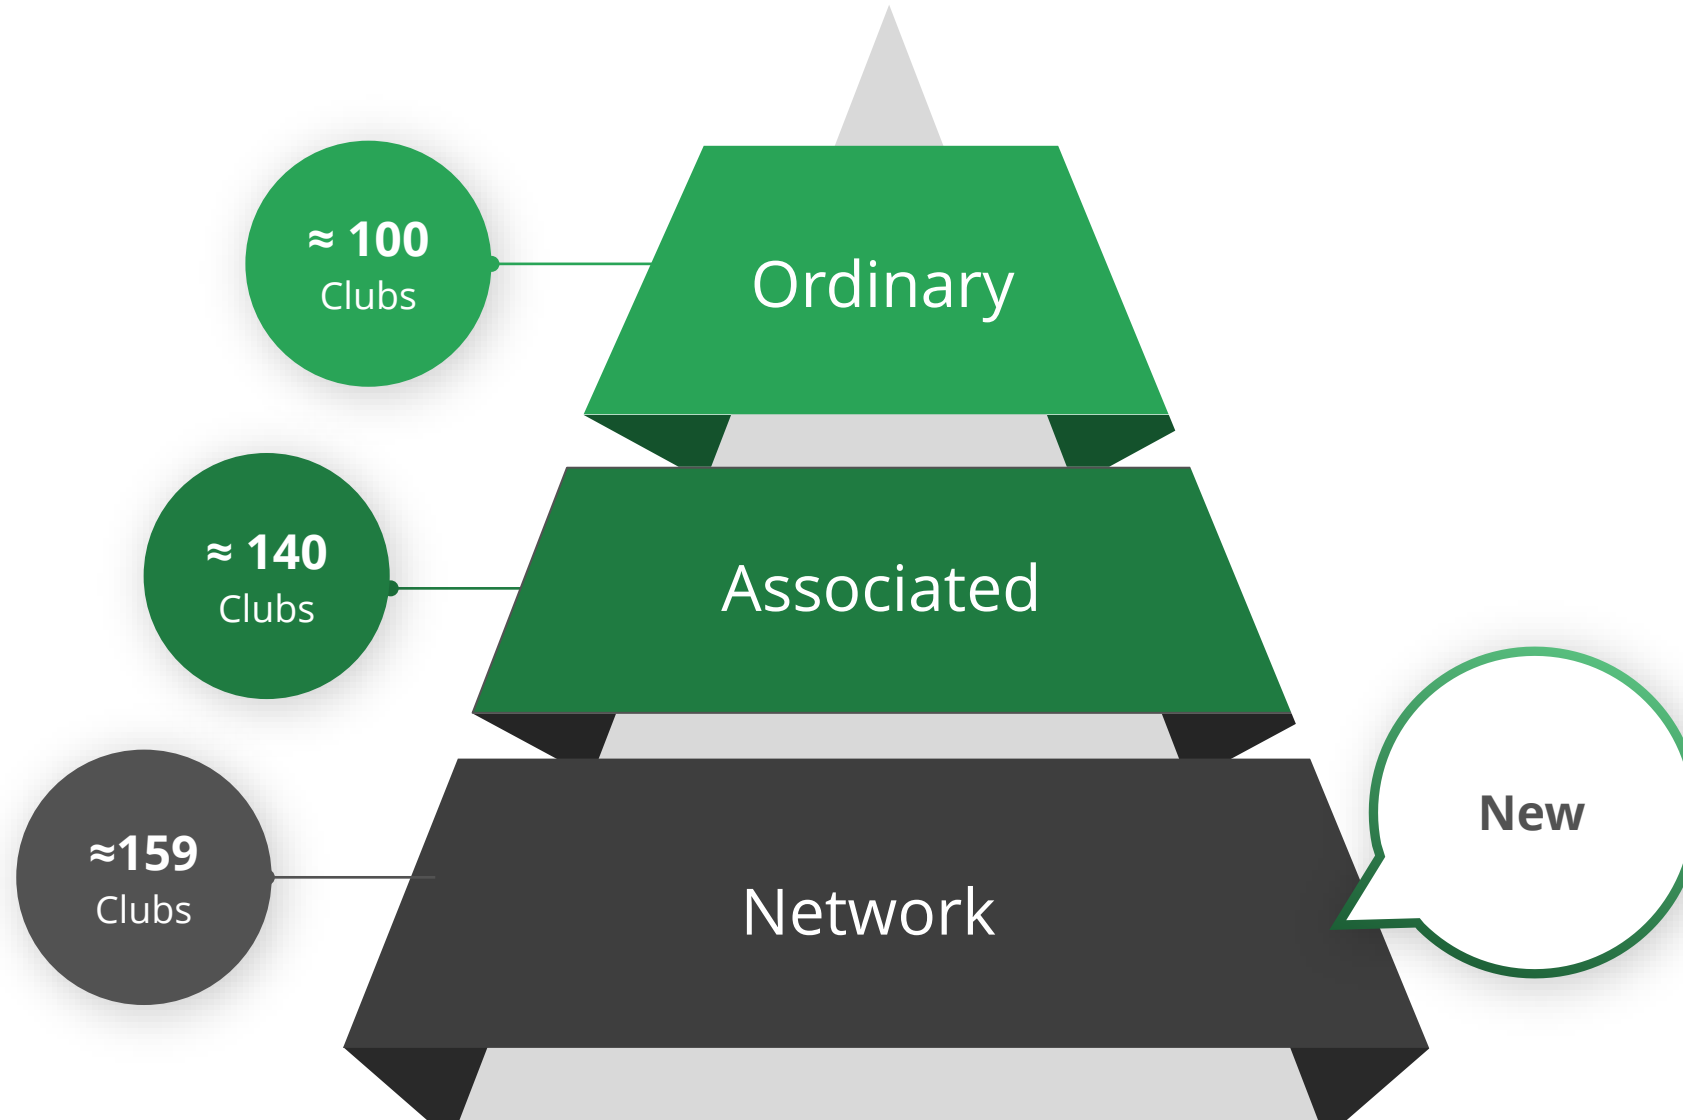 ≈ 100
Clubs
Ordinary
≈ 140
Clubs
Associated
≈159
Clubs
Network
New